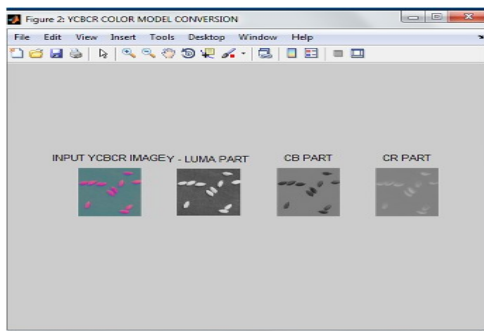 Figure 2: YCBCR COLOR MODEL CONVERSION
File Edit View Insert Tools Desktop Window Help
INPUT YCBCR IMAGE Y - LUMA PART CB PART CR PART